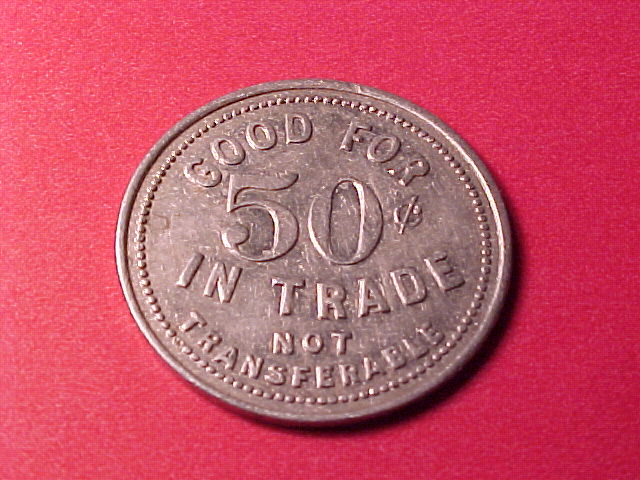 GOOD FOR
50¢
IN TRADE
NOT
TRANSFERABLE